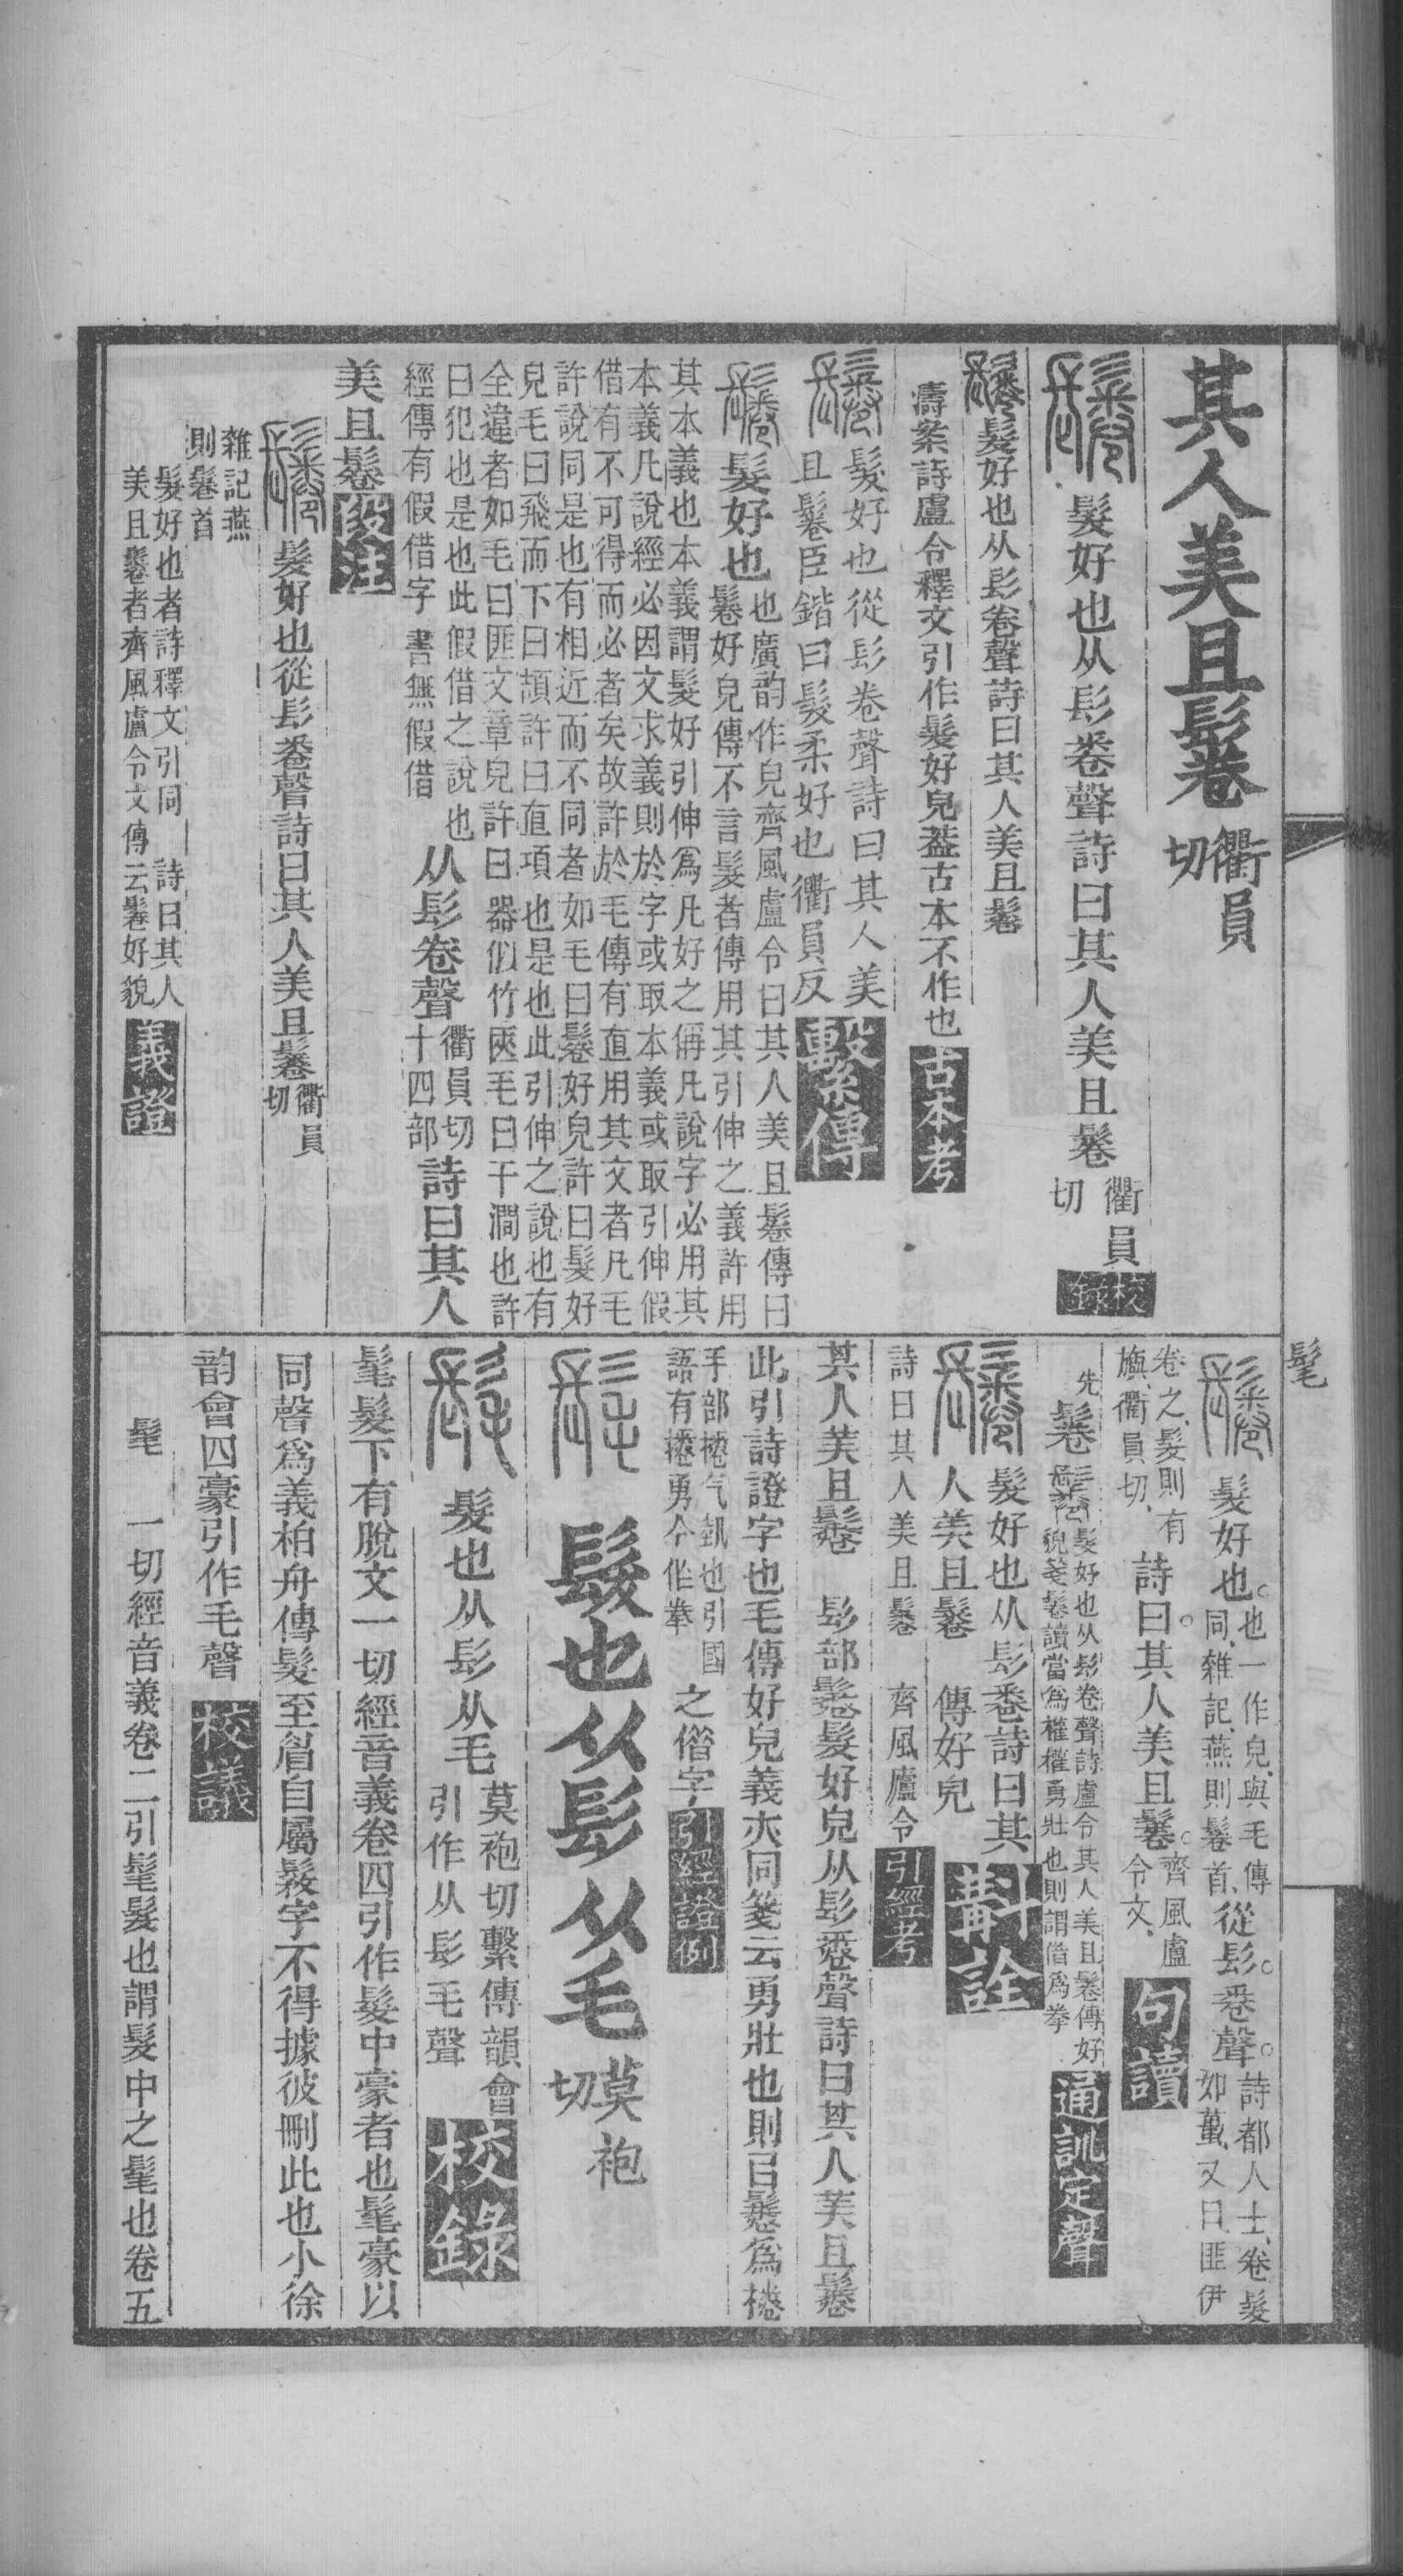 其人美且鬈衢員切
鬈髮好也从髟𢍏聲詩曰其人美且鬈衢員切校錄
鬈髮好也从髟卷聲詩曰其人美且鬈
濤案詩盧令釋文引作髮好皃葢古本不作也古本考
鬈髮好也從髟卷聲詩曰其人美
且鬈臣鍇曰髮柔好也衢員反繫傳
鬈髮好也
也廣韵作皃齊風盧令曰其人美且鬈傳曰
鬈好皃傳不言髮者傳用其引伸之義許用
其本義也本義謂髮好引伸爲凡好之偁凡說字必用其
本義凡說經必因文求義則於字或取本義或取引伸假
借有不可得而必者矣故許於毛傳有直用其文者凡毛
許說同是也有相近而不同者如毛曰鬈好皃許曰髮好
皃毛曰飛而下曰頡許曰直項也是也此引伸之說也有
全違者如毛曰匪文章皃許曰器似竹匧毛曰干澗也許
曰犯也是也此假借之說也
經傳有假借字書無假借
从髟卷聲
衢員切
十四部
詩曰其人
美且鬈段注
鬈髮好也從髟𢍏聲詩曰其人美且鬈衢員切
雜記燕
則鬈首
髮好也者詩釋文引同 詩曰其人
美且鬈者齊風盧令文傳云鬈好貌義證
髦
鬈髮好也。
也一作皃與毛傳
同、雜記、燕則鬈首、
從髟。𢍏聲。
詩都人士、卷髮
如蠆、又曰、匪伊
卷之、髮則有
旟、衢員切、
詩曰。其人美且鬈。
齊風盧
令文、
句讀
先鬈
鬈髮好也从髟卷聲詩盧令其人美且鬈傳好
貌箋鬈讀當爲權權勇壯也則謂借爲拳通訓定聲
鬈髮好也从髟𢍏詩曰其
人美且鬈 傳好皃斠詮
詩曰其人美且鬈 齊風盧令引經考
其人美且鬈 髟部鬈髮好皃从髟𢍏聲詩曰其人美且鬈
此引詩證字也毛傳好皃義亦同箋云勇壯也則㠯鬈爲捲
手部捲气埶也引國
語有捲勇今作拳
之借字引經證例
髦髮也从髟从毛莫袍切
髦髮也从髟从毛
莫袍切繫傳韻會
引作从髟毛聲
校錄
髦髮下有脫文一切經音義卷四引作髮中豪者也髦豪以
同聲爲義柏舟傳髮至眉自屬髳字不得據彼刪此也小徐
韵會四豪引作毛聲校議
髦 一切經音義卷二引髦髮也謂髮中之髦也卷五